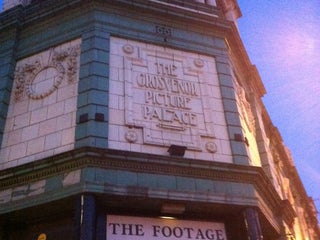 THE
GROSVENOR
PICTURE
PALACE
THE FOOTAGE